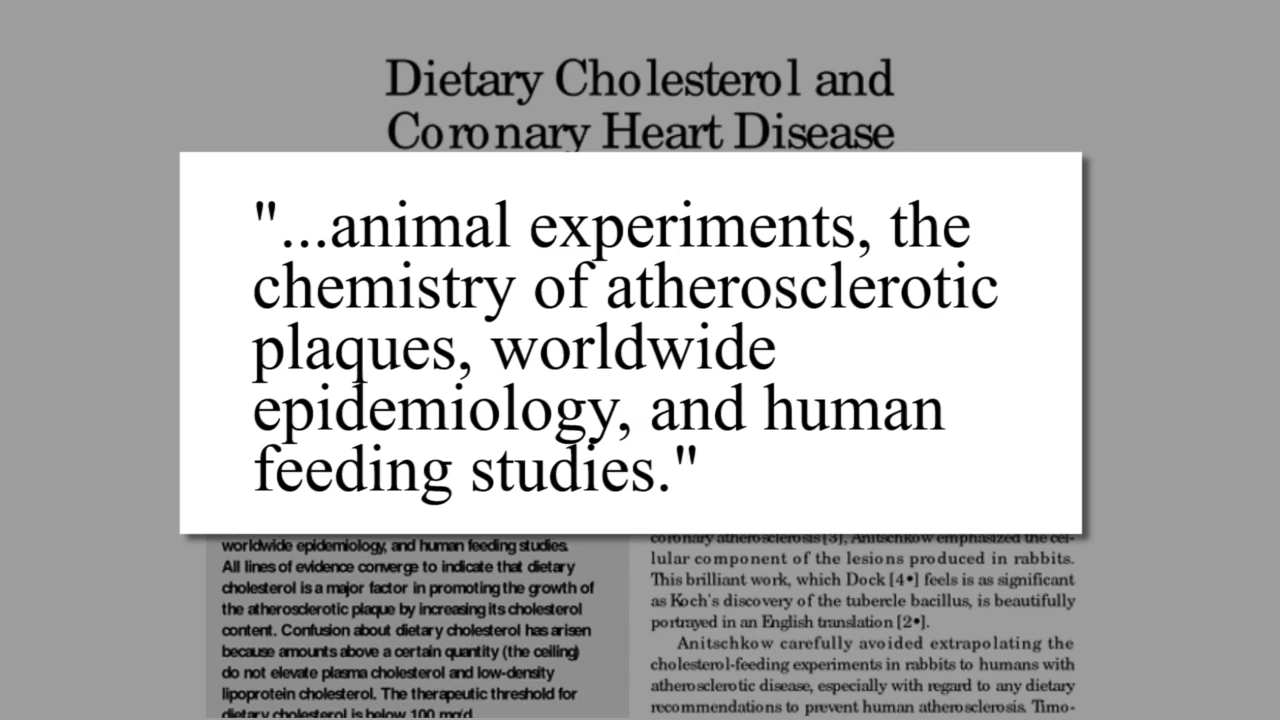 Dietary Cholesterol and
Coronary Heart Disease
"...animal experiments, the
chemistry of atherosclerotic
plaques, worldwide
epidemiology, and human
feeding studies."
worldwide epidemiology, and human feeding studies.
All lines of evidence converge to indicate that dietary
cholesterol is a major factor in promoting the growth of
the atherosclerotic plaque by increasing its cholesterol
content. Confusion about dietary cholesterol has arisen
because amounts above a certain quantity (the ceiling)
do not elevate plasma cholesterol and low-density
lipoprotein cholesterol. The therapeutic threshold for
dietary cholesterol is below 100 mg/d
coronary atherosclerosis [3], Anitschkow emphasized the cel-
lular component of the lesions produced in rabbits.
This brilliant work, which Dock [4•] feels is as significant
as Koch's discovery of the tubercle bacillus, is beautifully
portrayed in an English translation [2•].
Anitschkow carefully avoided extrapolating the
cholesterol-feeding experiments in rabbits to humans with
atherosclerotic disease, especially with regard to any dietary
recommendations to prevent human atherosclerosis. Timo-